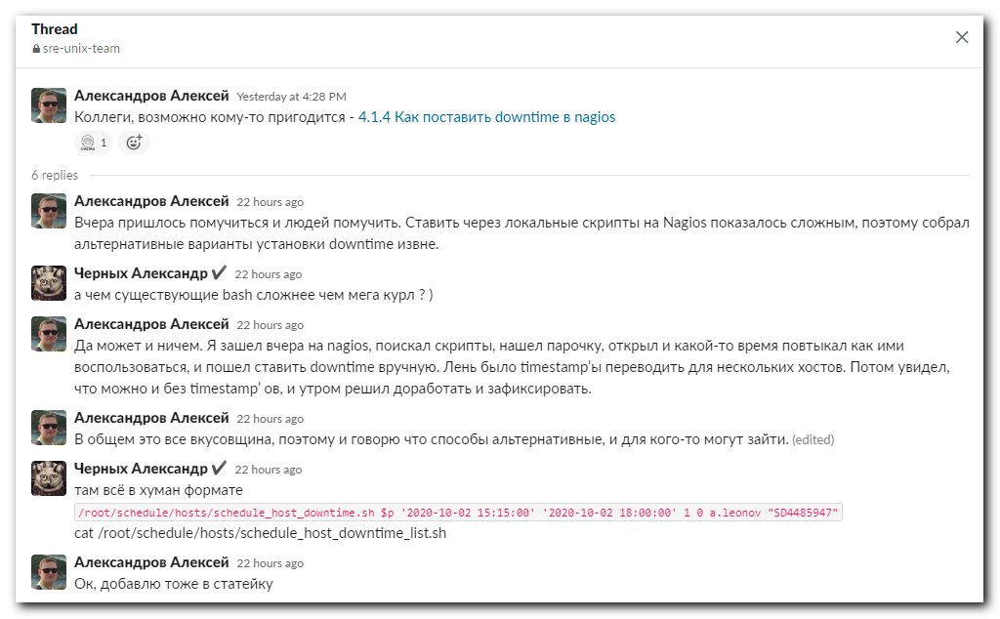 Thread
sre-unix-team
Александров Алексей Yesterday at 4:28 PM
Коллеги, возможно кому-то пригодится - 4.1.4 Как поставить downtime в nagios
1
6 replies
Александров Алексей 22 hours ago
Вчера пришлось помучиться и людей помучить. Ставить через локальные скрипты на Nagios показалось сложным, поэтому собрал
альтернативные варианты установки downtime извне.
Черных Александр ✔ 22 hours ago
а чем существующие bash сложнее чем мега курл ? )
Александров Алексей 22 hours ago
Да может и ничем. Я зашел вчера на nagios, поискал скрипты, нашел парочку, открыл и какой-то время повтыкал как ими
воспользоваться, и пошел ставить downtime вручную. Лень было timestamp’ы переводить для нескольких хостов. Потом увидел,
что можно и без timestamp’ ов, и утром решил доработать и зафиксировать.
Александров Алексей 22 hours ago
В общем это все вкусовщина, поэтому и говорю что способы альтернативные, и для кого-то могут зайти. (edited)
Черных Александр ✔ 22 hours ago
там всё в хуман формате
/root/schedule/hosts/schedule_host_downtime.sh $p '2020-10-02 15:15:00' '2020-10-02 18:00:00' 1 0 a.leonov "SD4485947"
cat /root/schedule/hosts/schedule_host_downtime_list.sh
Александров Алексей 22 hours ago
Ок, добавлю тоже в статейку